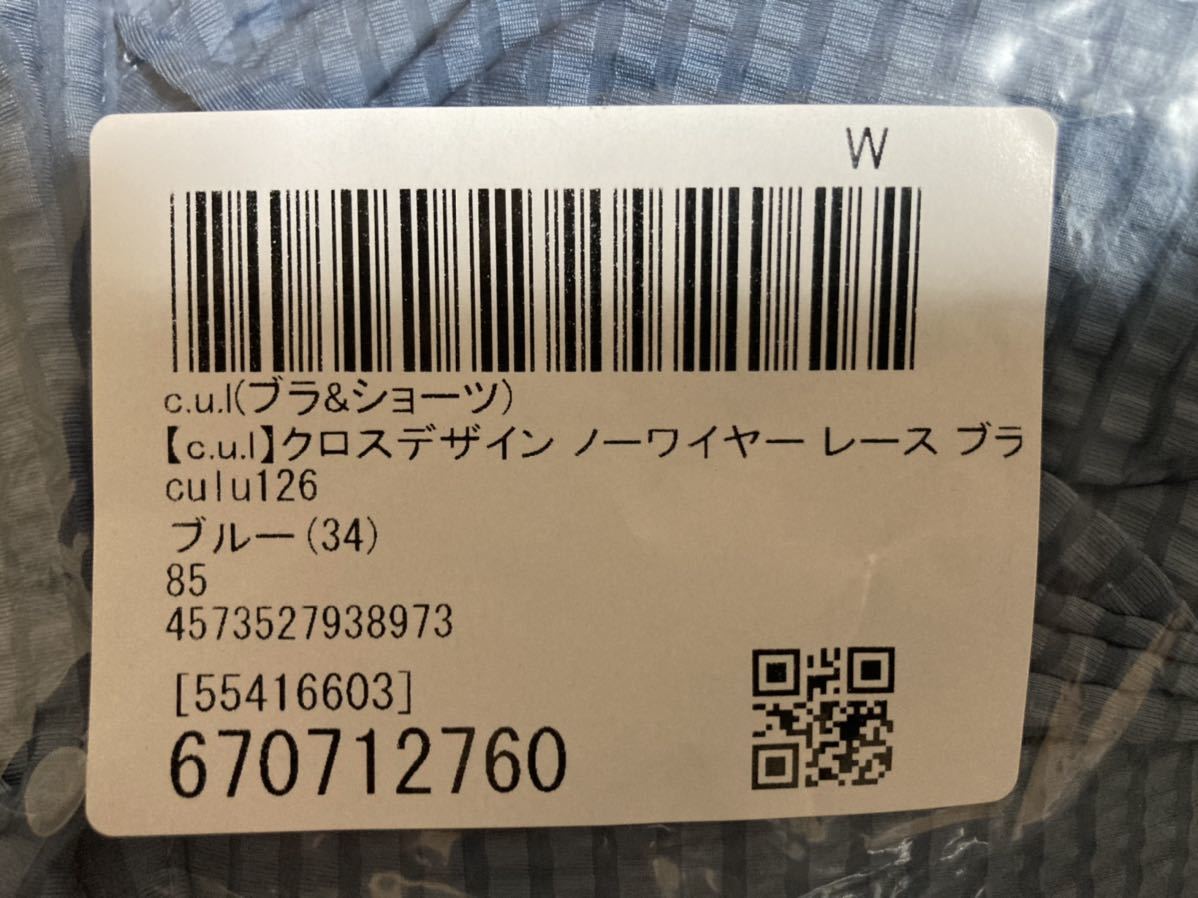 W
c.u.l(ブラ&ショーツ)
【c.u.l】クロスデザイン ノーワイヤー レース ブラ
culu126
ブルー(34)
85
4573527938973
[55416603]
670712760